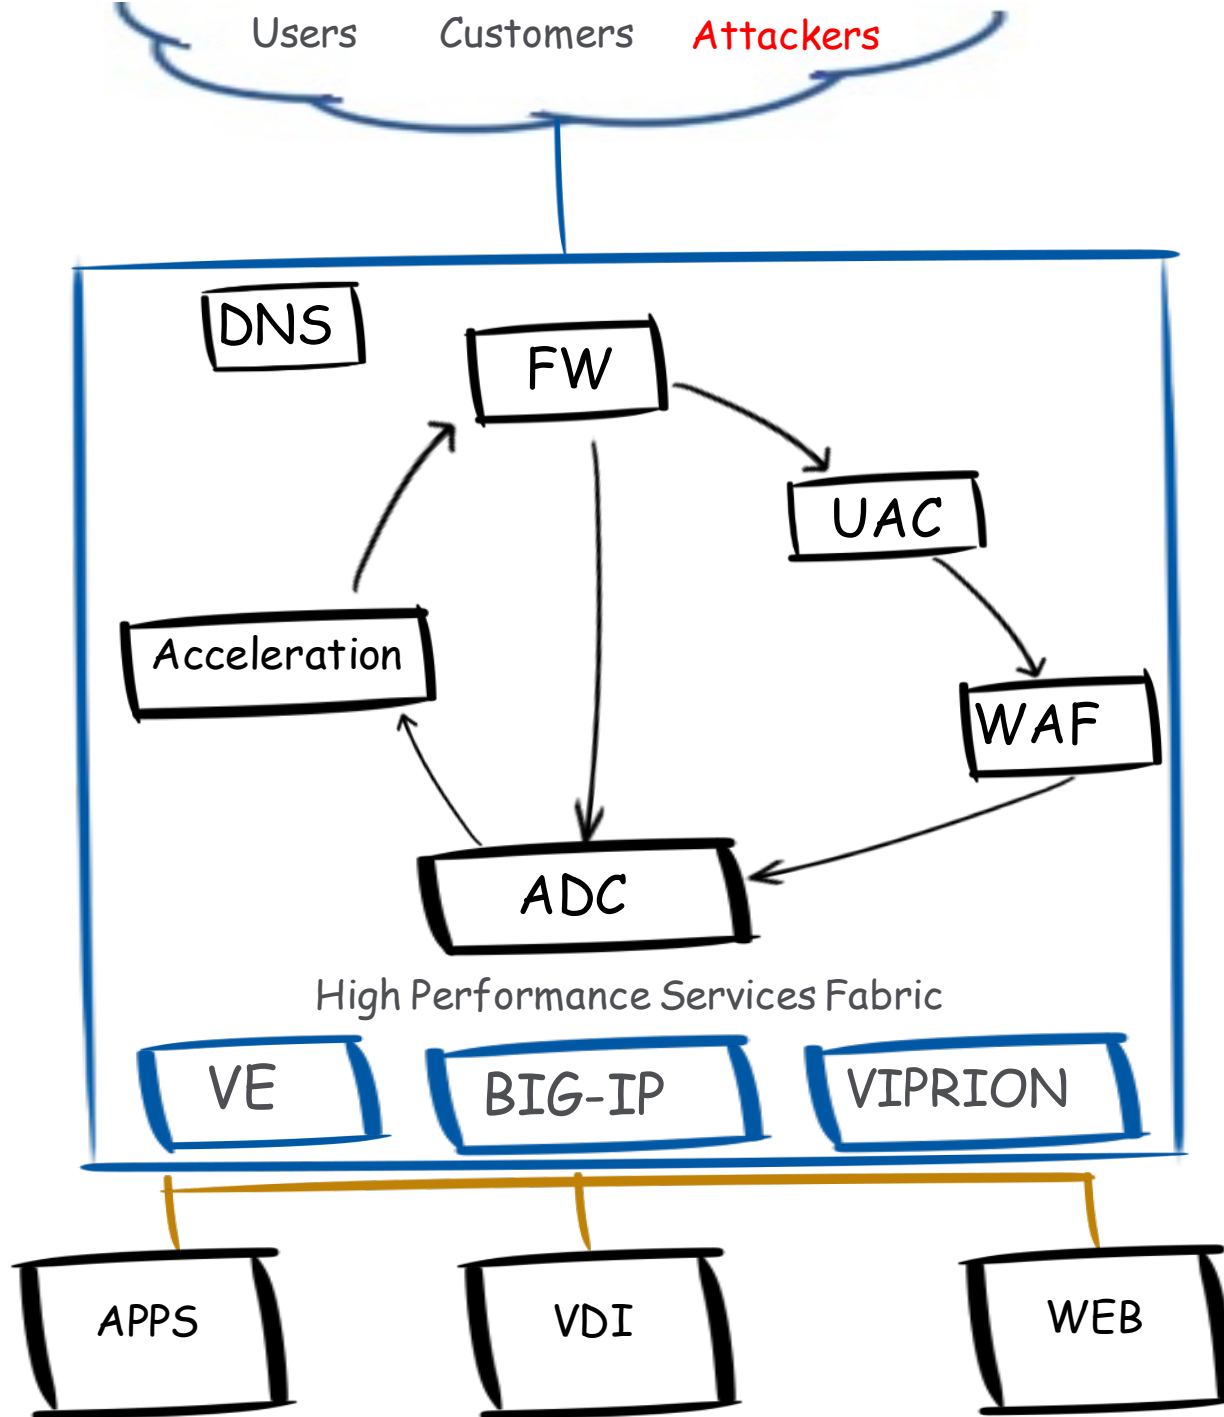 Users Customers Attackers
DNS
FW
UAC
Acceleration
WAF
ADC
High Performance Services Fabric
VE BIG-IP VIPRION
APPS VDI WEB